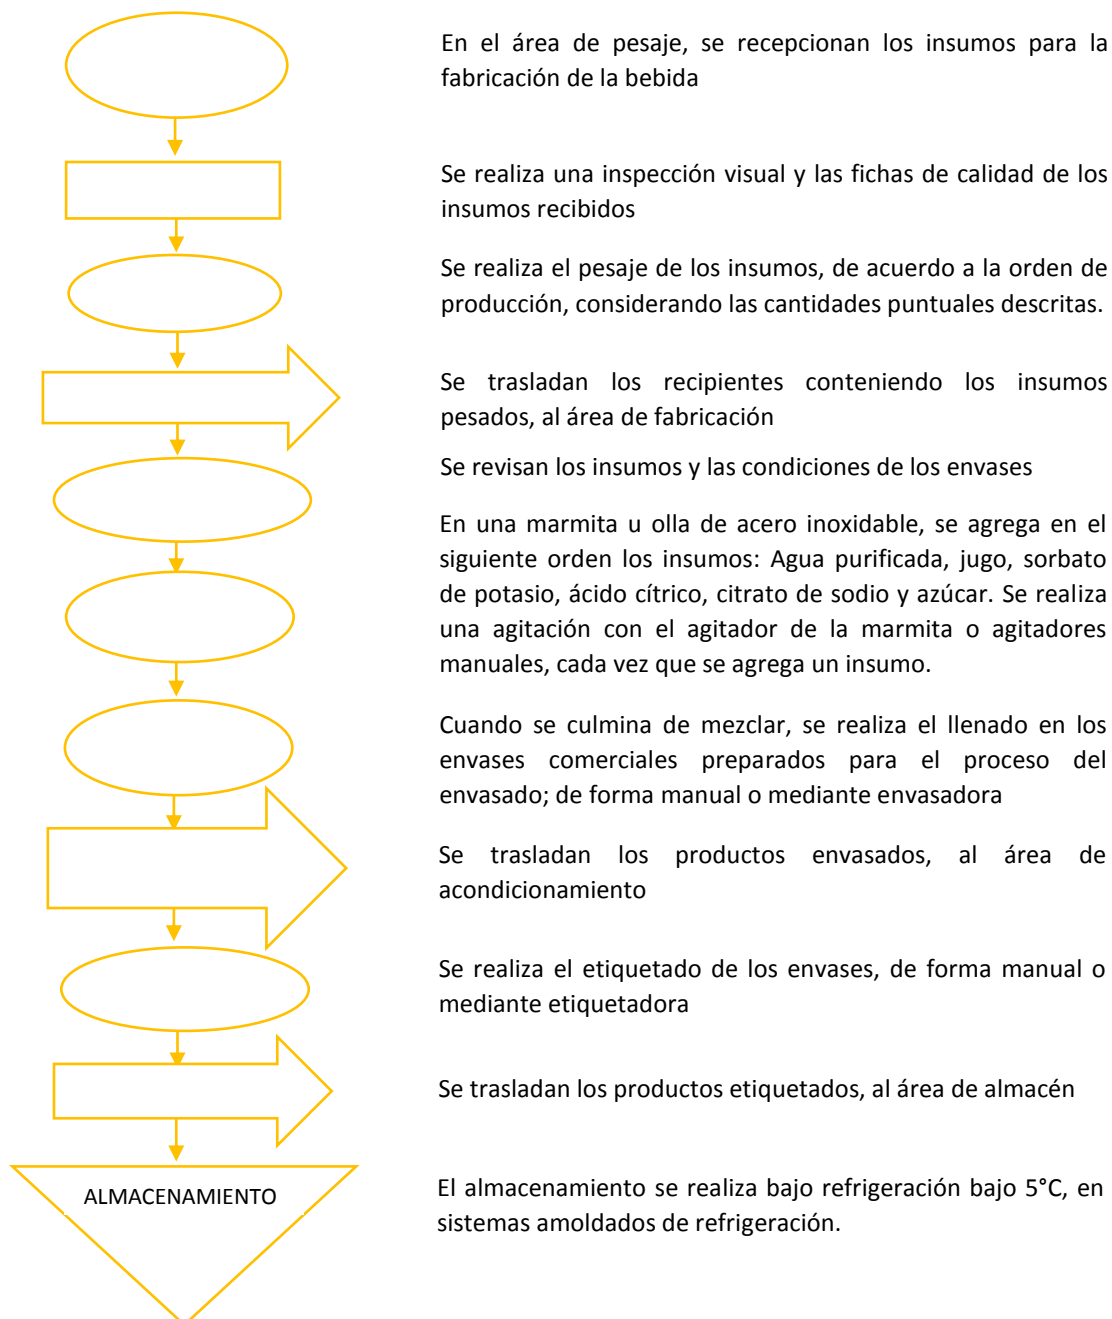 En el área de pesaje, se recepcionan los insumos para la
fabricación de la bebida
Se realiza una inspección visual y las fichas de calidad de los
insumos recibidos
Se realiza el pesaje de los insumos, de acuerdo a la orden de
producción, considerando las cantidades puntuales descritas.
Se trasladan los recipientes conteniendo los insumos
pesados, al área de fabricación
Se revisan los insumos y las condiciones de los envases
En una marmita u olla de acero inoxidable, se agrega en el
siguiente orden los insumos: Agua purificada, jugo, sorbato
de potasio, ácido cítrico, citrato de sodio y azúcar. Se realiza
una agitación con el agitador de la marmita o agitadores
manuales, cada vez que se agrega un insumo.
Cuando se culmina de mezclar, se realiza el llenado en los
envases comerciales preparados para el proceso del
envasado; de forma manual o mediante envasadora
Se trasladan los productos envasados, al área de
acondicionamiento
Se realiza el etiquetado de los envases, de forma manual o
mediante etiquetadora
Se trasladan los productos etiquetados, al área de almacén
ALMACENAMIENTO
El almacenamiento se realiza bajo refrigeración bajo 5°C, en
sistemas amoldados de refrigeración.